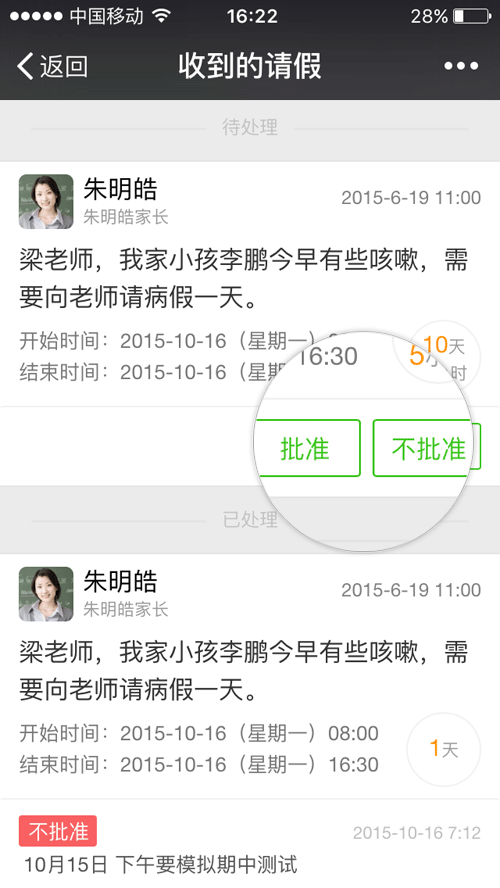 中国移动 16:22 28%
返回 收到的请假
待处理
朱明皓
朱明皓家长
2015-6-19 11:00
梁老师，我家小孩李鹏今早有些咳嗽，需
要向老师请病假一天。
开始时间：2015-10-16（星期一）
结束时间：2015-10-16（星期
16:30
10天
5小时
批准 不批准
已处理
朱明皓
朱明皓家长
2015-6-19 11:00
梁老师，我家小孩李鹏今早有些咳嗽，需
要向老师请病假一天。
开始时间：2015-10-16（星期一）08:00
结束时间：2015-10-16（星期一）16:30
1天
不批准 2015-10-16 7:12
10月15日 下午要模拟期中测试